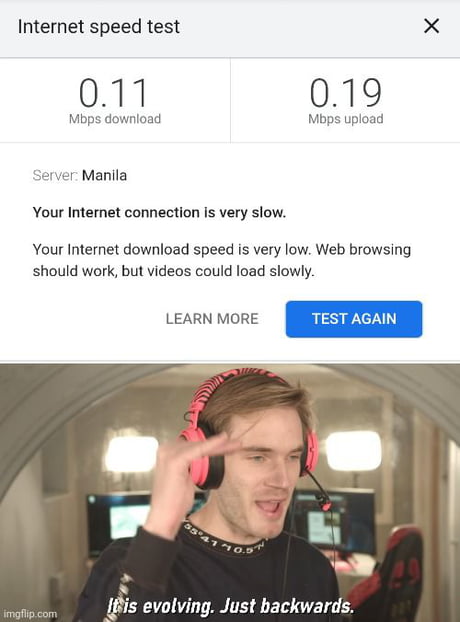 Internet speed test
0.11
Mbps download
0.19
Mbps upload
Server: Manila
Your Internet connection is very slow.
Your Internet download speed is very low. Web browsing
should work, but videos could load slowly.
LEARN MORE
TEST AGAIN
55°41'
10.5"
It is evolving. Just backwards.
imgflip.com